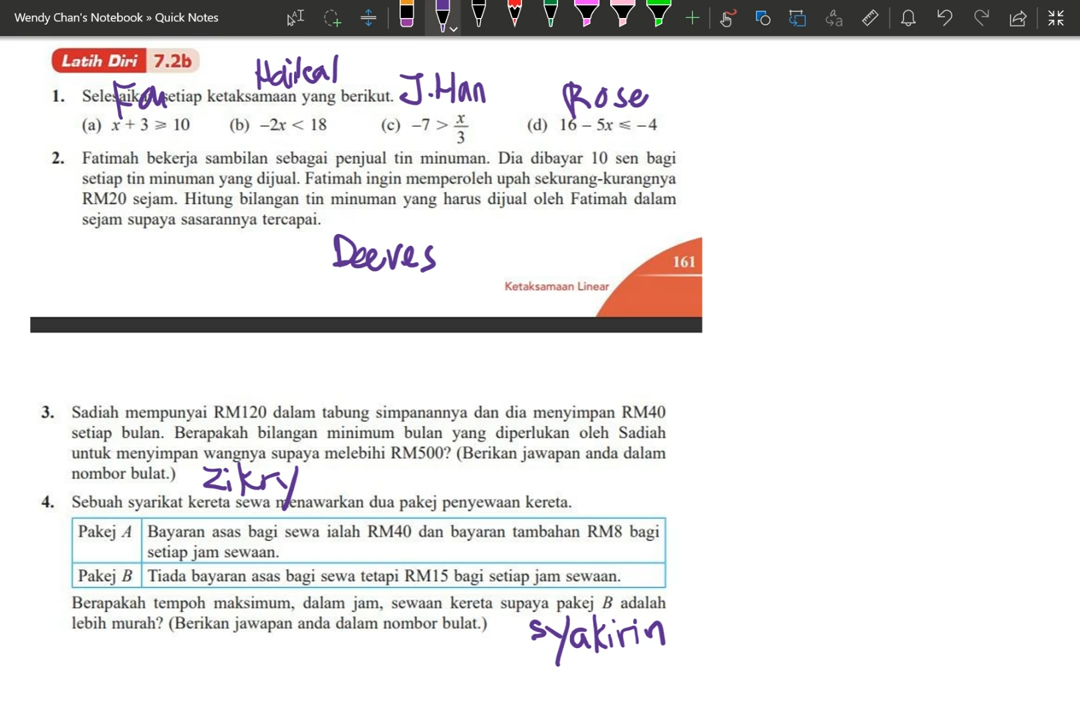 Wendy Chan's Notebook » Quick Notes
Latih Diri 7.2b
Haikal
1. Selesaikan setiap ketaksamaan yang berikut. J.Han
Fa Rose
(a) x + 3 ⩾ 10 (b) −2x < 18 (c) −7 > x/3 (d) 16 − 5x ⩽ −4
2. Fatimah bekerja sambilan sebagai penjual tin minuman. Dia dibayar 10 sen bagi
setiap tin minuman yang dijual. Fatimah ingin memperoleh upah sekurang-kurangnya
RM20 sejam. Hitung bilangan tin minuman yang harus dijual oleh Fatimah dalam
sejam supaya sasarannya tercapai.
Deeves
161
Ketaksamaan Linear
3. Sadiah mempunyai RM120 dalam tabung simpanannya dan dia menyimpan RM40
setiap bulan. Berapakah bilangan minimum bulan yang diperlukan oleh Sadiah
untuk menyimpan wangnya supaya melebihi RM500? (Berikan jawapan anda dalam
nombor bulat.) Zikry
4. Sebuah syarikat kereta sewa menawarkan dua pakej penyewaan kereta.
Pakej A Bayaran asas bagi sewa ialah RM40 dan bayaran tambahan RM8 bagi
setiap jam sewaan.
Pakej B Tiada bayaran asas bagi sewa tetapi RM15 bagi setiap jam sewaan.
Berapakah tempoh maksimum, dalam jam, sewaan kereta supaya pakej B adalah
lebih murah? (Berikan jawapan anda dalam nombor bulat.)
syakirin